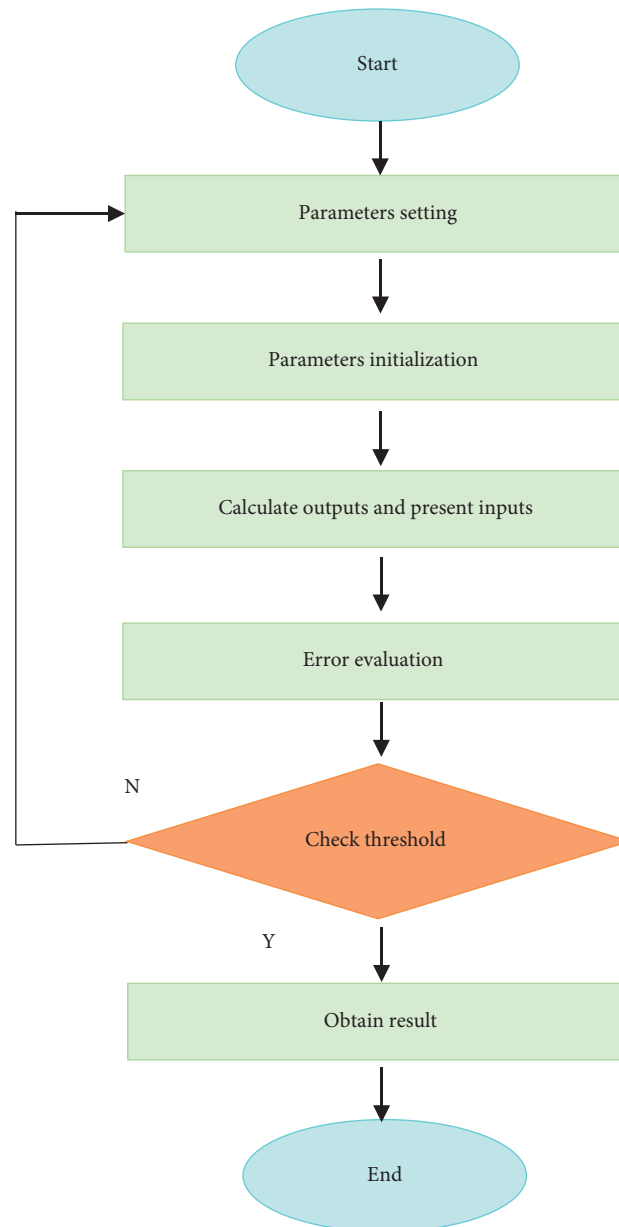 Start
Parameters setting
Parameters initialization
Calculate outputs and present inputs
Error evaluation
N
Check threshold
Y
Obtain result
End